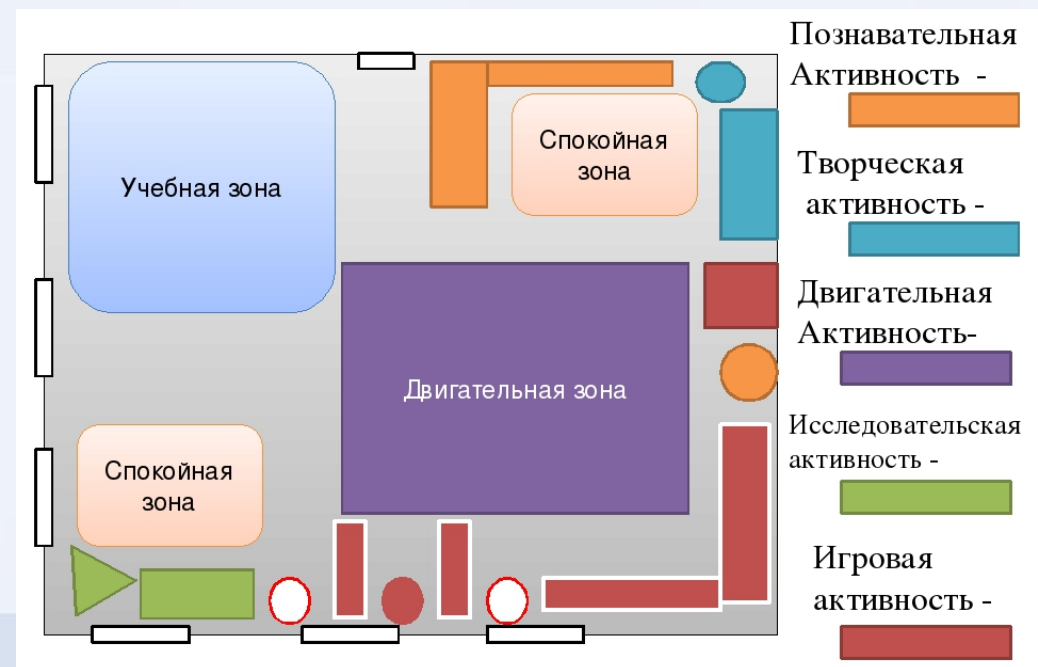 Учебная зона
Спокойная
зона
Двигательная зона
Спокойная
зона
Познавательная
Активность -
Творческая
активность -
Двигательная
Активность-
Исследовательская
активность -
Игровая
активность -